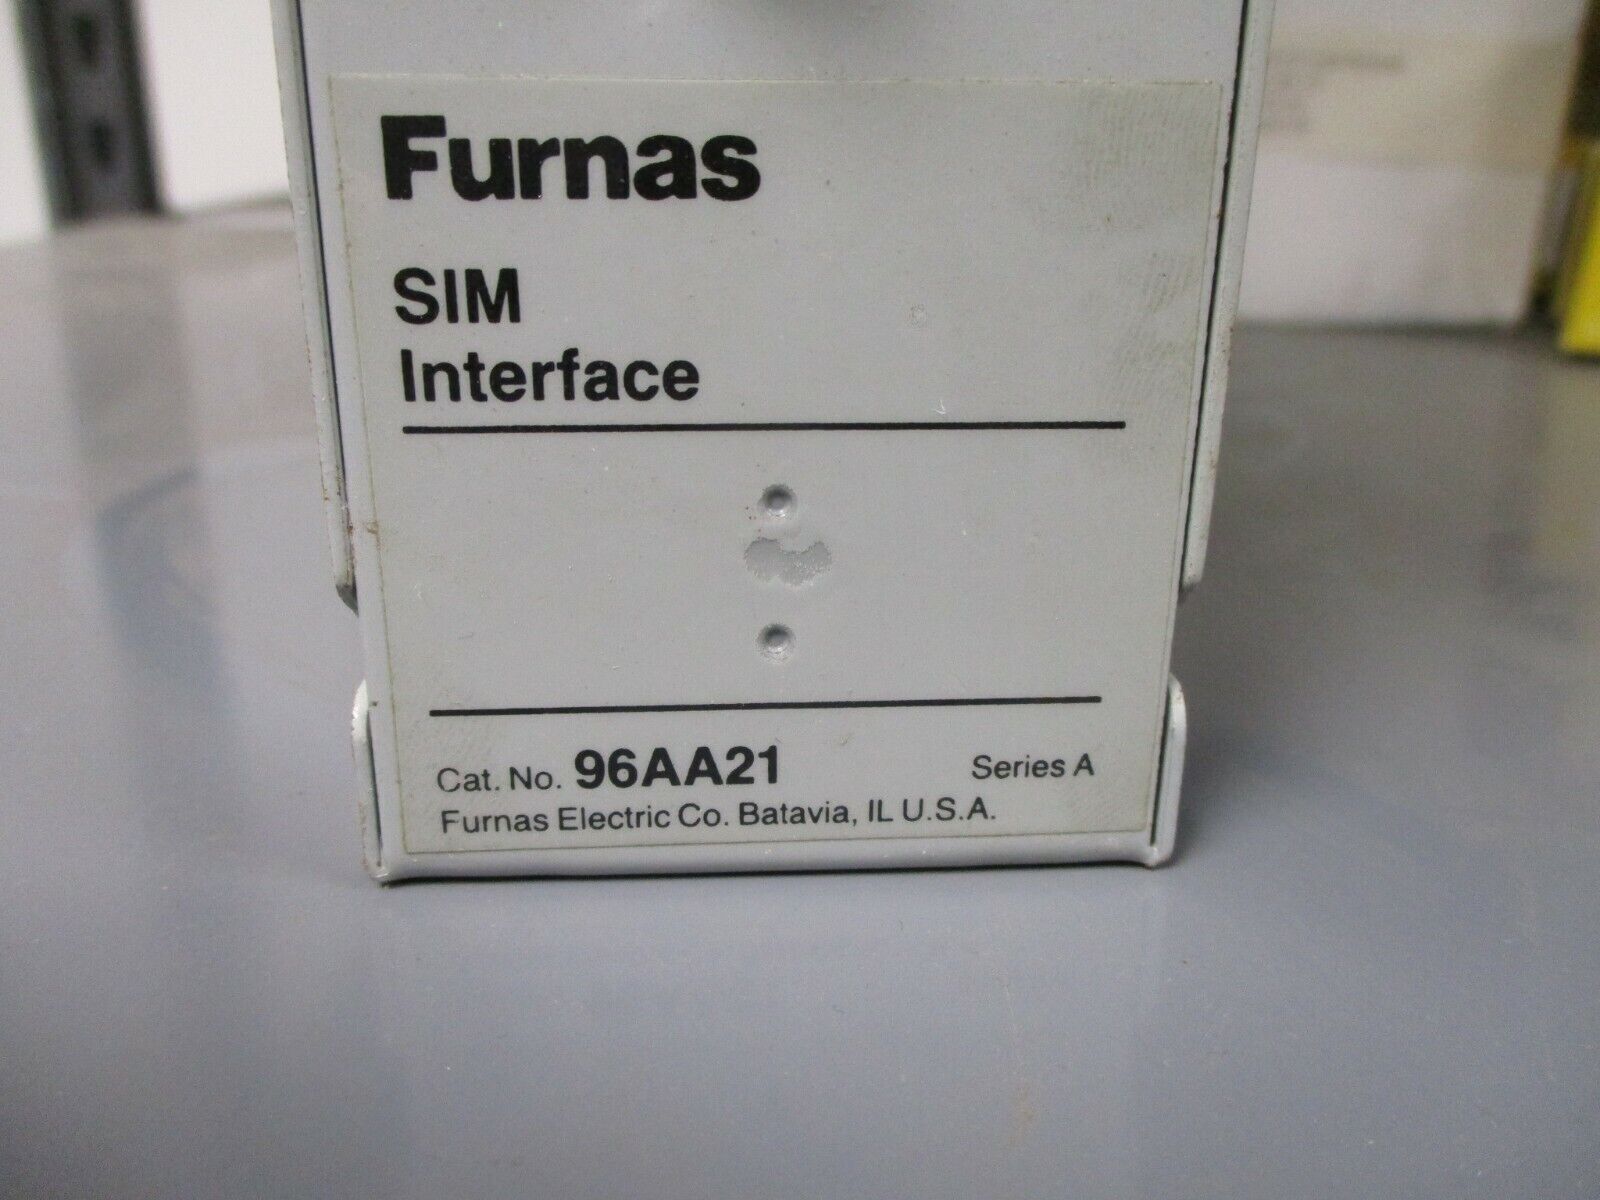 Furnas
SIM
Interface
Cat. No. 96AA21 Series A
Furnas Electric Co. Batavia, IL U.S.A.